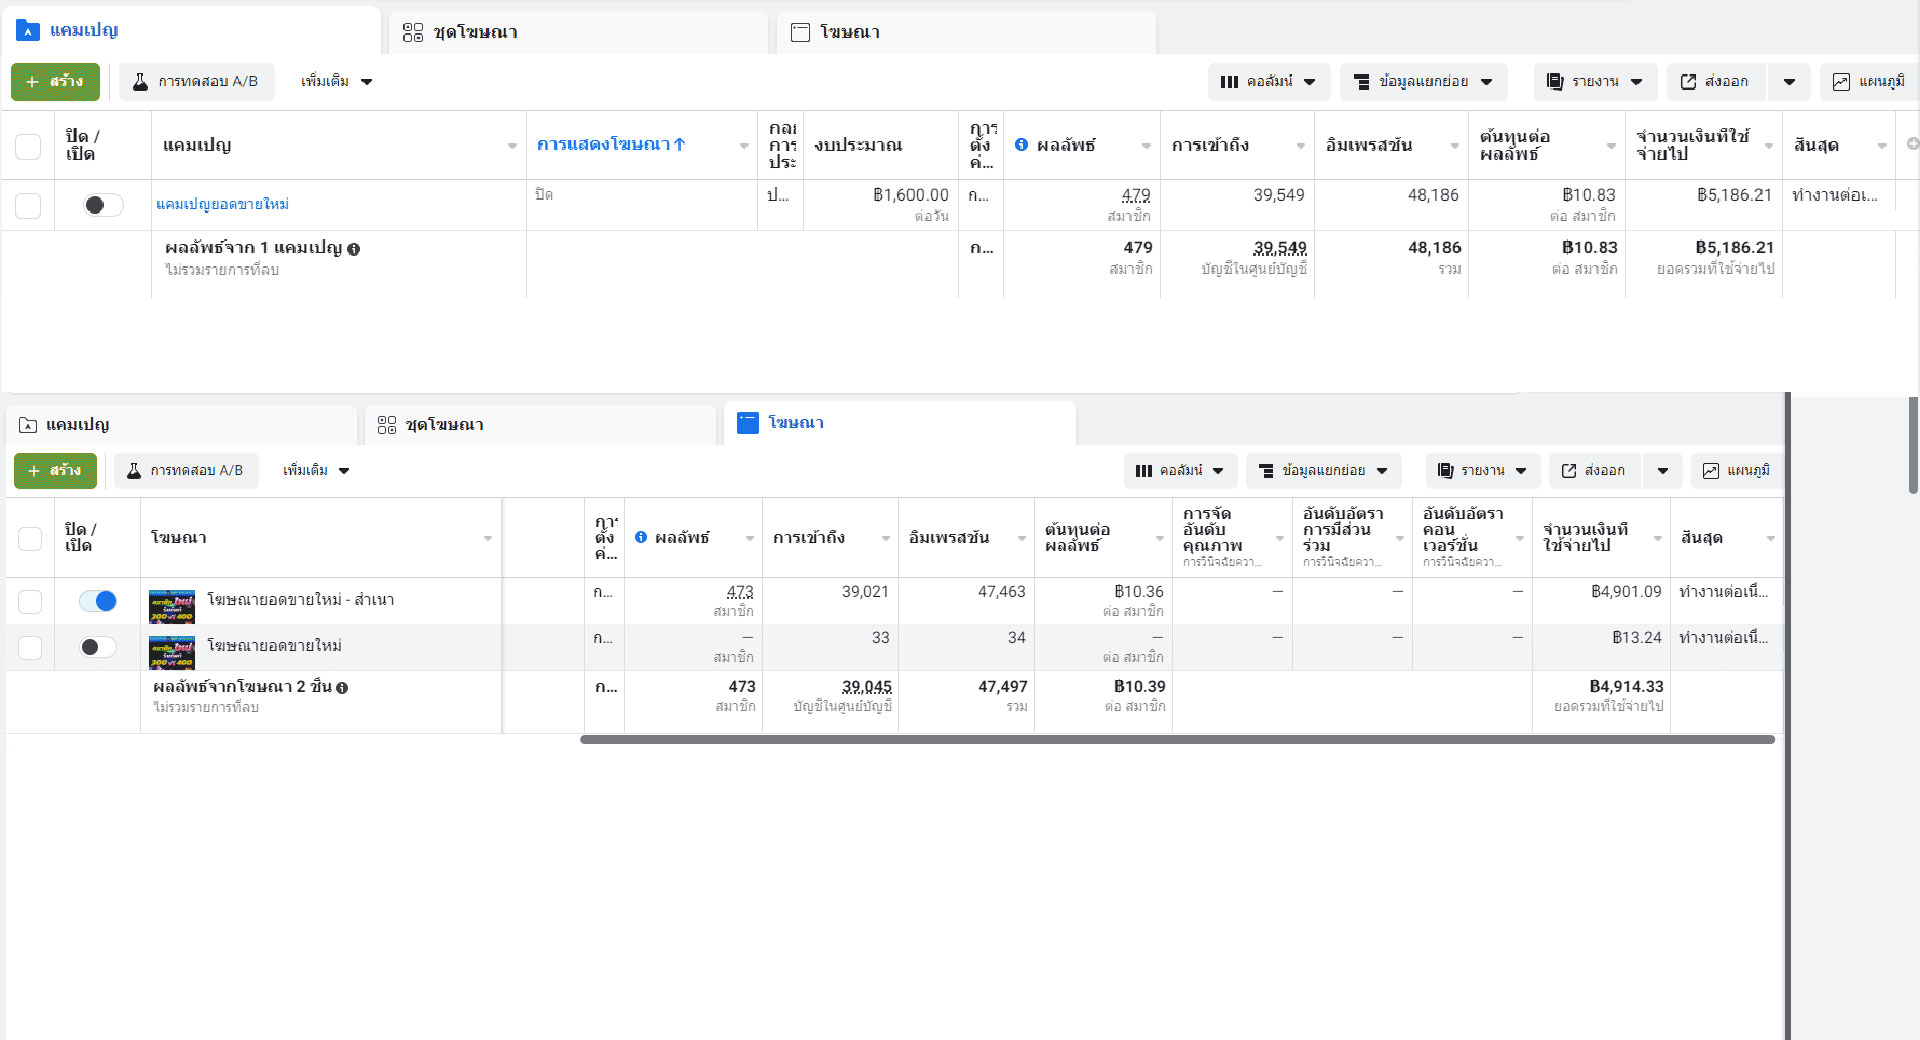 แคมเปญ
ชุดโฆษณา
โฆษณา
+ สร้าง
การทดสอบ A/B
เพิ่มเติม
คอลัมน์
ข้อมูลแยกย่อย
รายงาน
ส่งออก
แผนภูมิ
ปิด /
เปิด
แคมเปญ
การแสดงโฆษณา ↑
กลย
การ
ประ
งบประมาณ
การ
ตั้ง
ค่...
ผลลัพธ์
การเข้าถึง
อิมเพรสชัน
ต้นทุนต่อ
ผลลัพธ์
จำนวนเงินที่ใช้
จ่ายไป
สิ้นสุด
แคมเปญยอดขายใหม่
ปิด
ป...
฿1,600.00
ต่อวัน
ก...
479
สมาชิก
39,549
48,186
฿10.83
ต่อ สมาชิก
฿5,186.21
ทำงานต่อเ...
ผลลัพธ์จาก 1 แคมเปญ
ไม่รวมรายการที่ลบ
ก...
479
สมาชิก
39,549
บัญชีในศูนย์บัญชี
48,186
รวม
฿10.83
ต่อ สมาชิก
฿5,186.21
ยอดรวมที่ใช้จ่ายไป
แคมเปญ
ชุดโฆษณา
โฆษณา
+ สร้าง
การทดสอบ A/B
เพิ่มเติม
คอลัมน์
ข้อมูลแยกย่อย
รายงาน
ส่งออก
แผนภูมิ
ปิด /
เปิด
โฆษณา
การ
ตั้ง
ค่...
ผลลัพธ์
การเข้าถึง
อิมเพรสชัน
ต้นทุนต่อ
ผลลัพธ์
การจัด
อันดับ
คุณภาพ
การวินิจฉัยควา...
อันดับอัตรา
การมีส่วน
ร่วม
การวินิจฉัยควา...
อันดับอัตรา
คอน
เวอร์ชั่น
การวินิจฉัยควา...
จำนวนเงินที่
ใช้จ่ายไป
สิ้นสุด
โฆษณายอดขายใหม่ - สำเนา
ก...
473
สมาชิก
39,021
47,463
฿10.36
ต่อ สมาชิก
—
—
—
฿4,901.09
ทำงานต่อเนื่...
โฆษณายอดขายใหม่
ก...
—
สมาชิก
33
34
—
ต่อ สมาชิก
—
—
—
฿13.24
ทำงานต่อเนื่...
ผลลัพธ์จากโฆษณา 2 ชิ้น
ไม่รวมรายการที่ลบ
ก...
473
สมาชิก
39,045
บัญชีในศูนย์บัญชี
47,497
รวม
฿10.39
ต่อ สมาชิก
฿4,914.33
ยอดรวมที่ใช้จ่ายไป